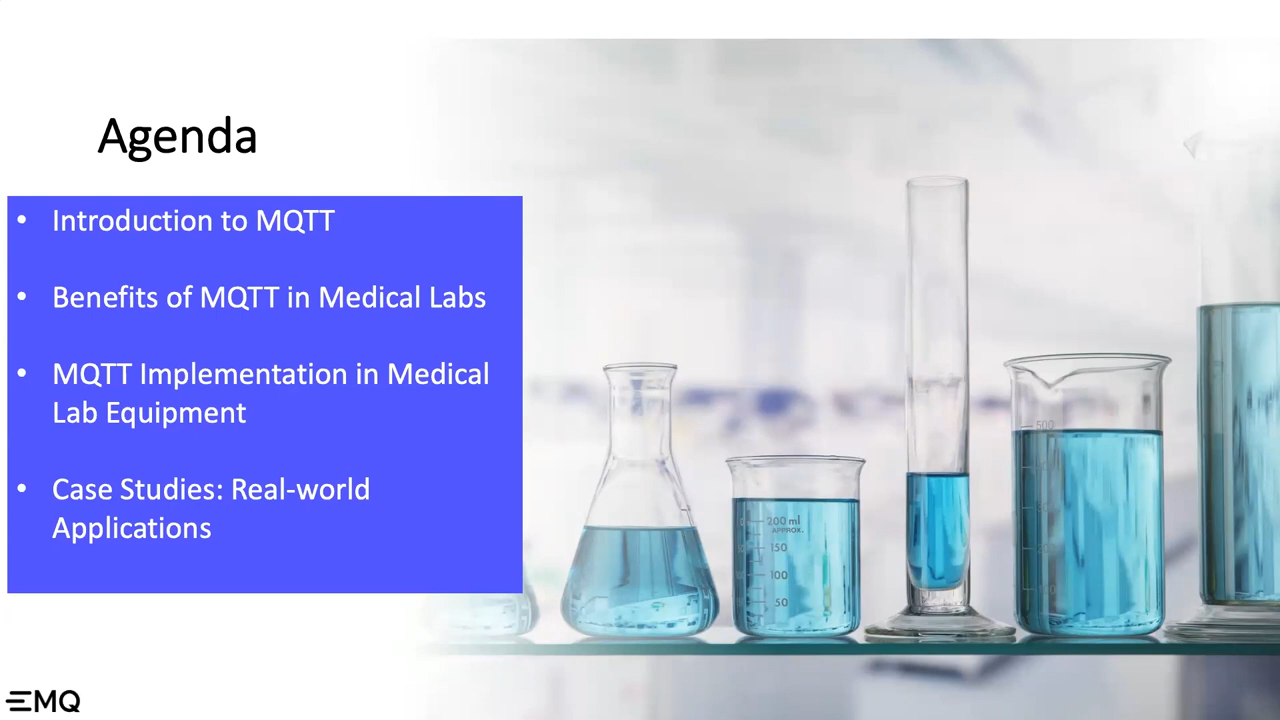 Agenda
• Introduction to MQTT
• Benefits of MQTT in Medical Labs
• MQTT Implementation in Medical
Lab Equipment
• Case Studies: Real-world
Applications
200 ml
APPROX.
150
100
50
500
EMQ